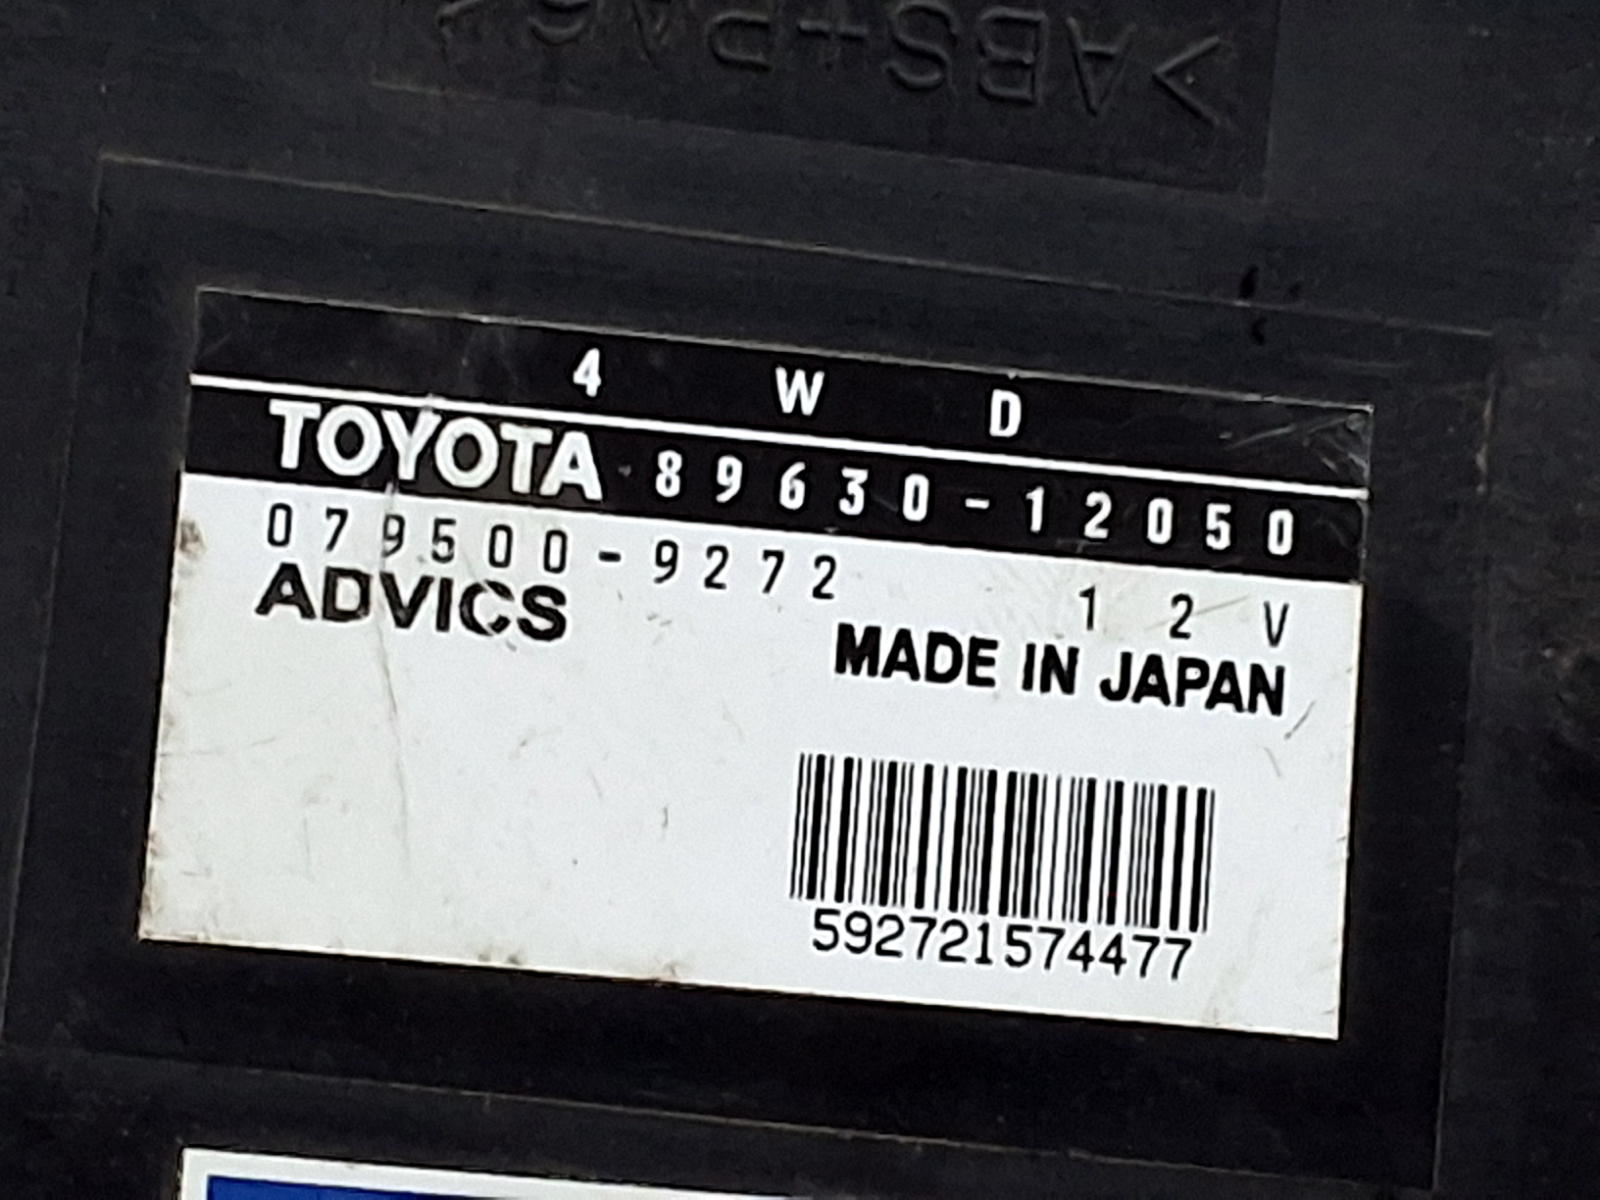 >ABS+PA6<
4 W D
TOYOTA 89630-12050
079500-9272
12V
ADVICS
MADE IN JAPAN
592721574477